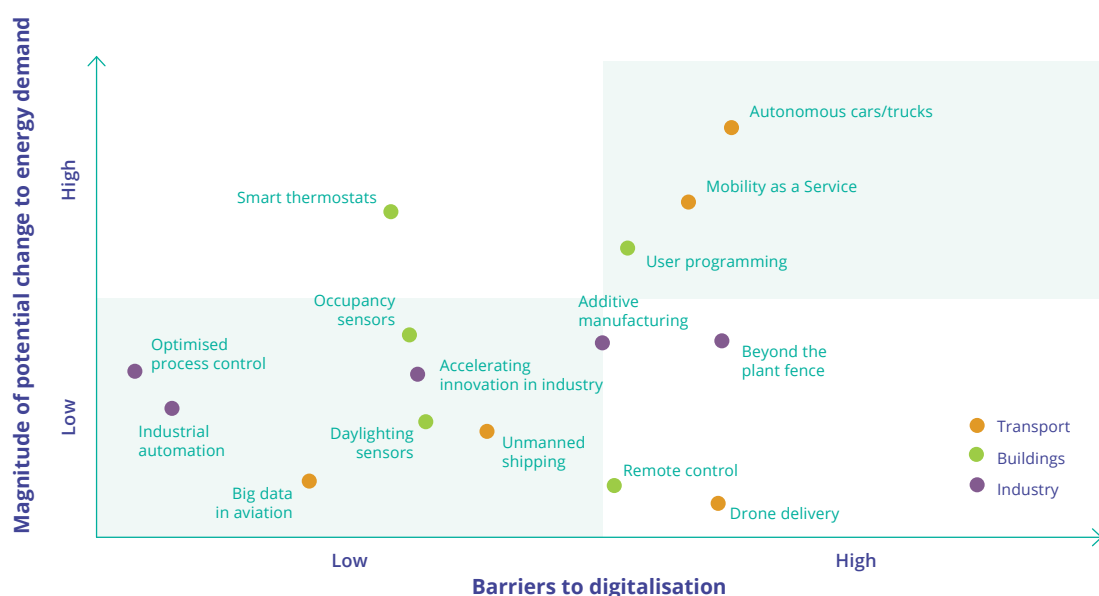 Magnitude of potential change to energy demand
High
Low
Autonomous cars/trucks
Mobility as a Service
Smart thermostats
User programming
Occupancy
sensors
Additive
manufacturing
Optimised
process control
Beyond the
plant fence
Accelerating
innovation in industry
Industrial
automation
Daylighting
sensors
Unmanned
shipping
Remote control
Big data
in aviation
Drone delivery
Transport
Buildings
Industry
Low
High
Barriers to digitalisation